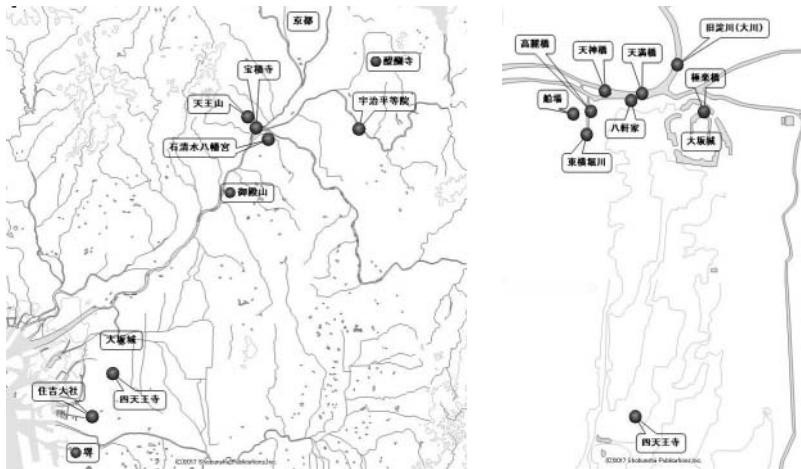 京都
宝積寺
醍醐寺
天王山
宇治平等院
石清水八幡宮
御殿山
大坂城
住吉大社
四天王寺
堺
(C)2017 Shobunsha Publications,Inc.
旧淀川(大川)
天神橋
天満橋
高麗橋
極楽橋
船場
八軒家
大坂城
東横堀川
四天王寺
(C)2017 Shobunsha Publications,Inc.